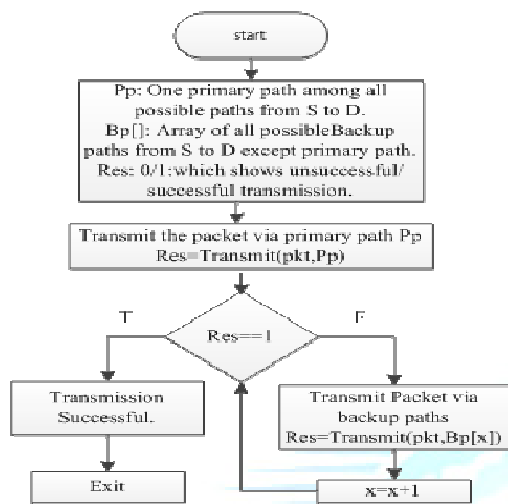 start
Pp: One primary path among all
possible paths from S to D.
Bp[]: Array of all possibleBackup
paths from S to D except primary path.
Res: 0/1:which shows unsuccessful/
successful transmission.
Transmit the packet via primary path Pp
Res=Transmit(pkt,Pp)
T
F
Res==1
Transmission
Successful.
Transmit Packet via
backup paths
Res=Transmit(pkt,Bp[x])
Exit
x=x+1